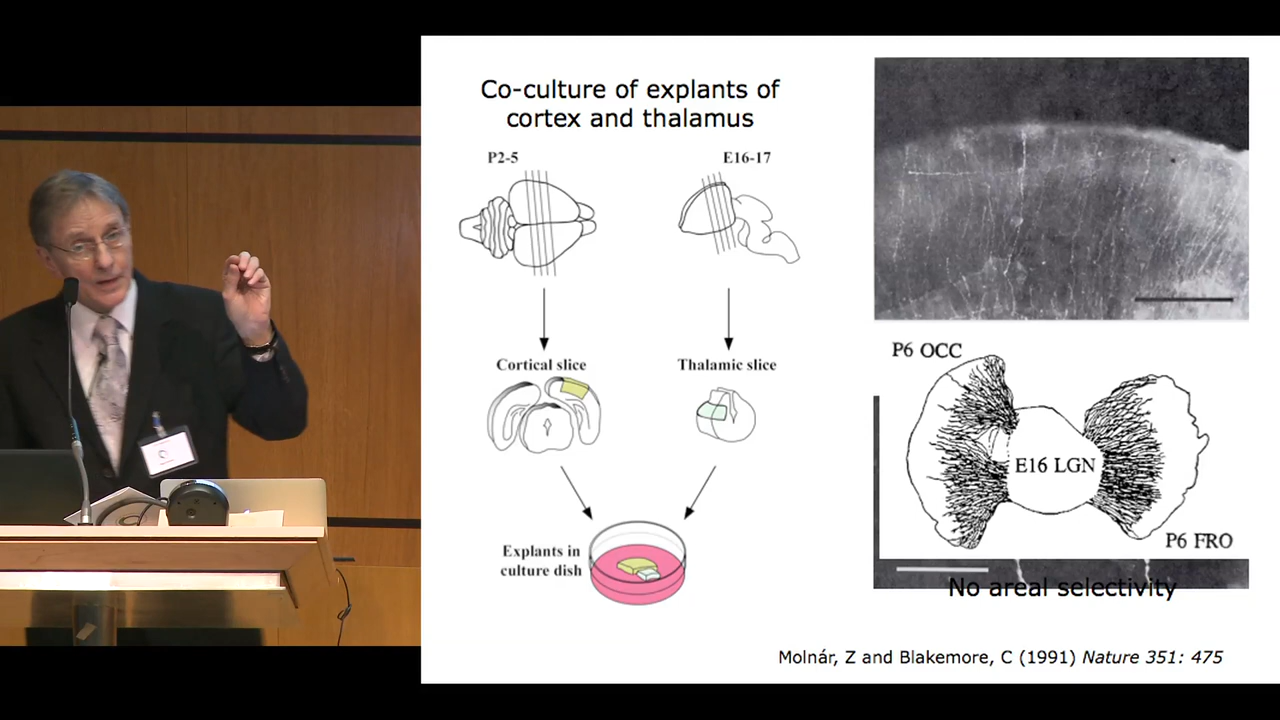 Co-culture of explants of
cortex and thalamus
P2-5
E16-17
Cortical slice
Thalamic slice
Explants in
culture dish
P6 OCC
E16 LGN
P6 FRO
No areal selectivity
Molnár, Z and Blakemore, C (1991) Nature 351: 475